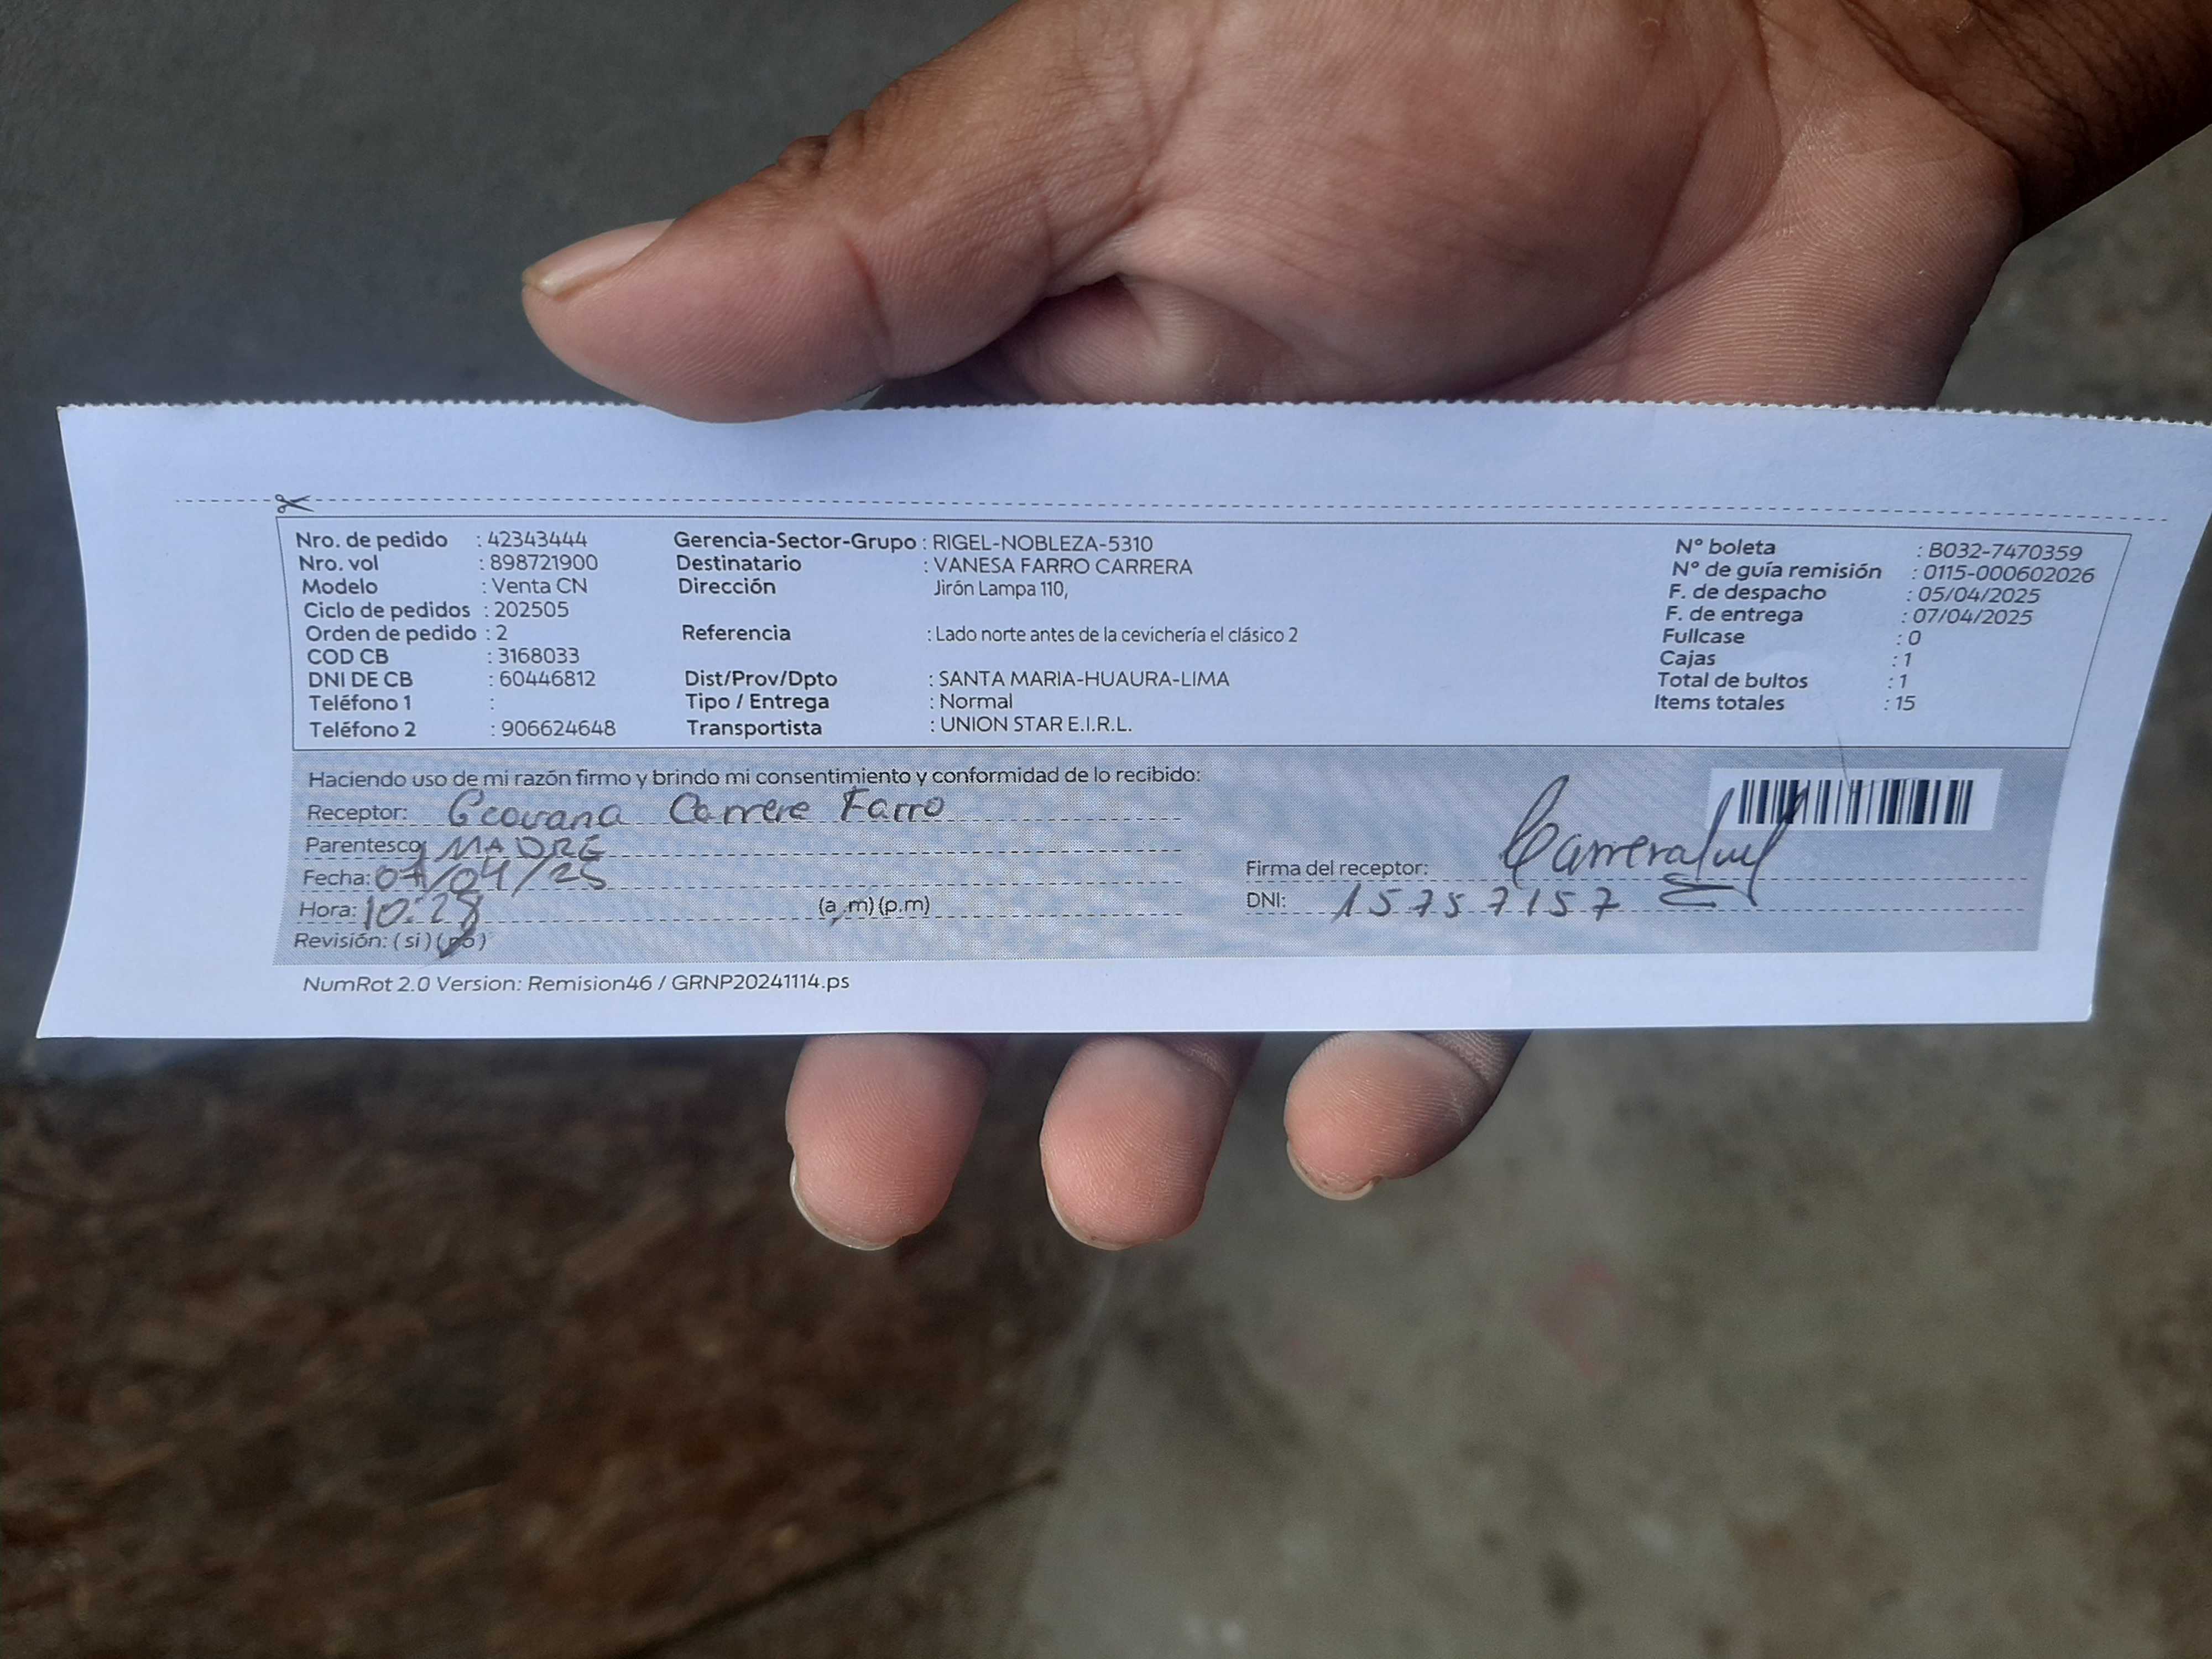 Nro. de pedido : 42343444 Gerencia-Sector-Grupo : RIGEL-NOBLEZA-5310 N° boleta : B032-7470359
Nro. vol : 898721900 Destinatario : VANESA FARRO CARRERA N° de guía remisión : 0115-000602026
Modelo : Venta CN Dirección Jirón Lampa 110, F. de despacho : 05/04/2025
Ciclo de pedidos : 202505 F. de entrega : 07/04/2025
Orden de pedido : 2 Referencia : Lado norte antes de la cevichería el clásico 2 Fullcase : 0
COD CB : 3168033 Cajas : 1
DNI DE CB : 60446812 Dist/Prov/Dpto : SANTA MARIA-HUAURA-LIMA Total de bultos : 1
Teléfono 1 : Tipo / Entrega : Normal Items totales : 15
Teléfono 2 : 906624648 Transportista : UNION STAR E.I.R.L.
Haciendo uso de mi razón firmo y brindo mi consentimiento y conformidad de lo recibido:
Receptor: Geovana Carrere Farro
Parentesco MADRE
Fecha: 07/04/25 Firma del receptor:
Hora: 10:28 (a.m) (p.m) DNI: 15757157
Revisión: (si) (no)
NumRot 2.0 Version: Remision46 / GRNP20241114.ps